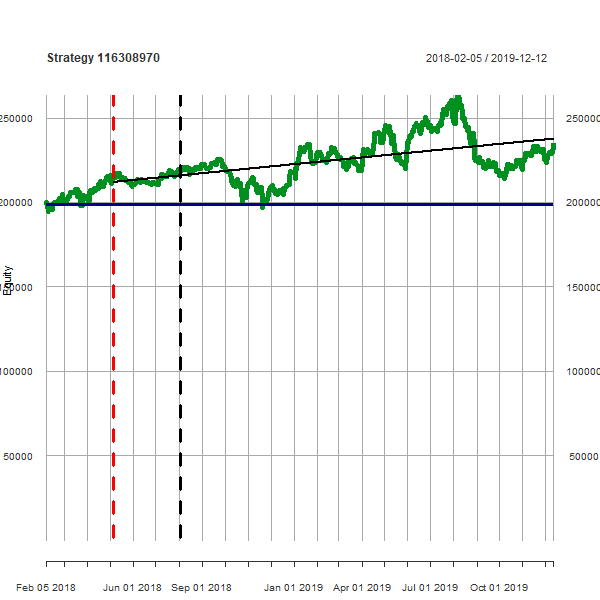 Strategy 116308970
2018-02-05 / 2019-12-12
250000 250000
200000 200000
Equity
150000 150000
100000 100000
50000 50000
Feb 05 2018 Jun 01 2018 Sep 01 2018 Jan 01 2019 Apr 01 2019 Jul 01 2019 Oct 01 2019